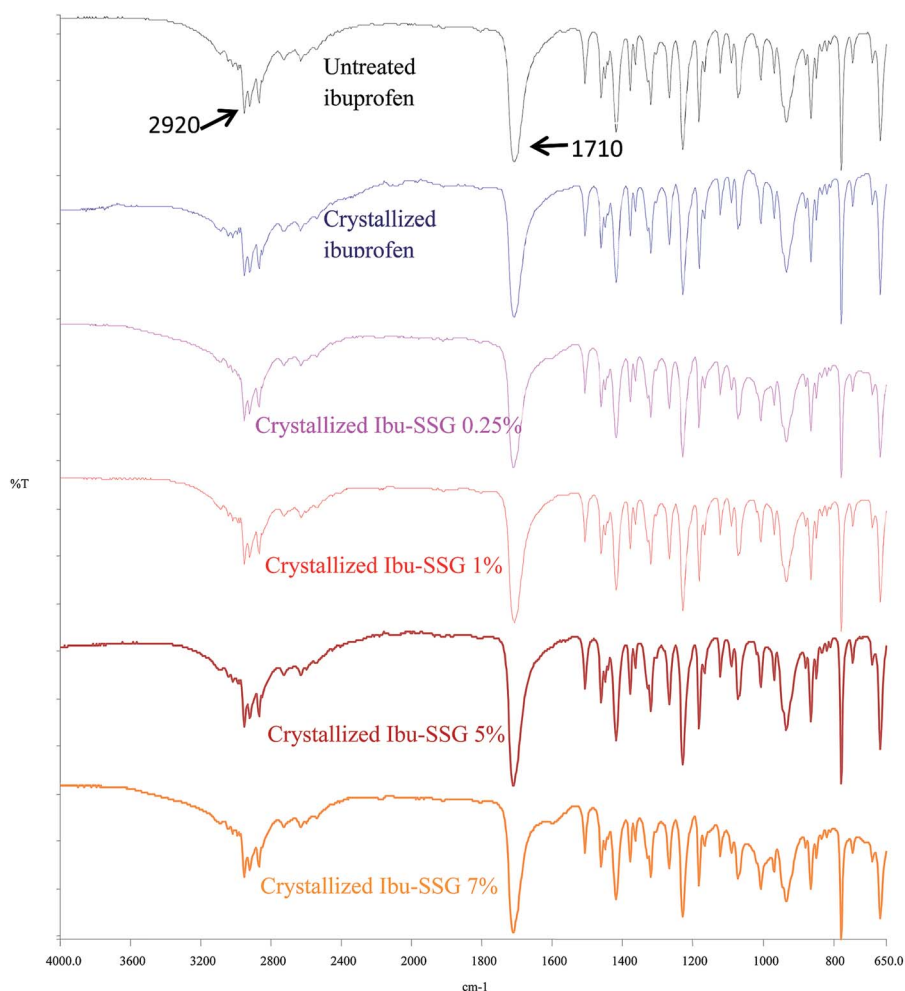 Untreated
ibuprofen
2920
1710
Crystallized
ibuprofen
Crystallized Ibu-SSG 0.25%
%T
Crystallized Ibu-SSG 1%
Crystallized Ibu-SSG 5%
Crystallized Ibu-SSG 7%
4000.0 3600 3200 2800 2400 2000 1800 1600 1400 1200 1000 800 650.0
cm-1